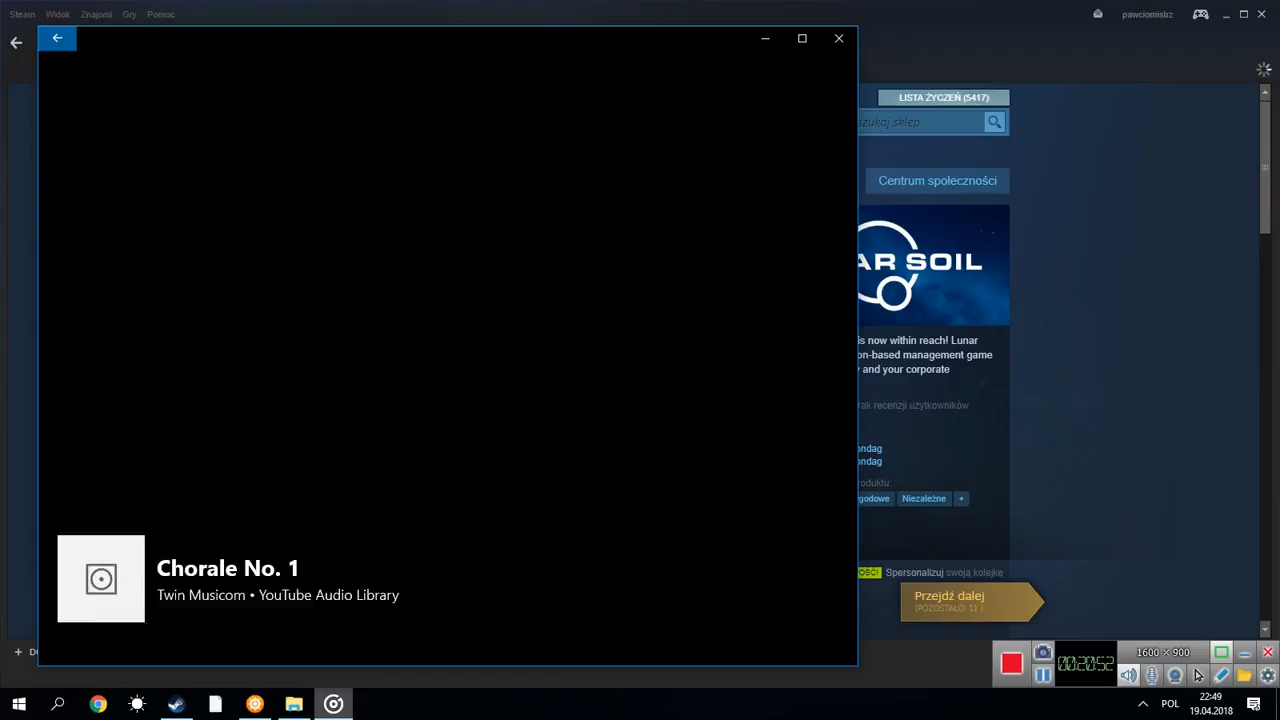 Steam Widok Znajomi Gry Pomoc
pawciomistrz
LISTA ŻYCZEŃ (5417)
szukaj sklep
Centrum społeczności
AR SOIL
is now within reach! Lunar
on-based management game
y and your corporate
rak recenzji użytkowników
ondag
ondag
roduktu
godowe Niezależne +
OŚĆ! Spersonalizuj swoją kolejkę
Przejdź dalej
(POZOSTAŁO: 11 )
Chorale No. 1
Twin Musicom • YouTube Audio Library
+ D
1600 × 900
00:20:52
POL
22:49
19.04.2018